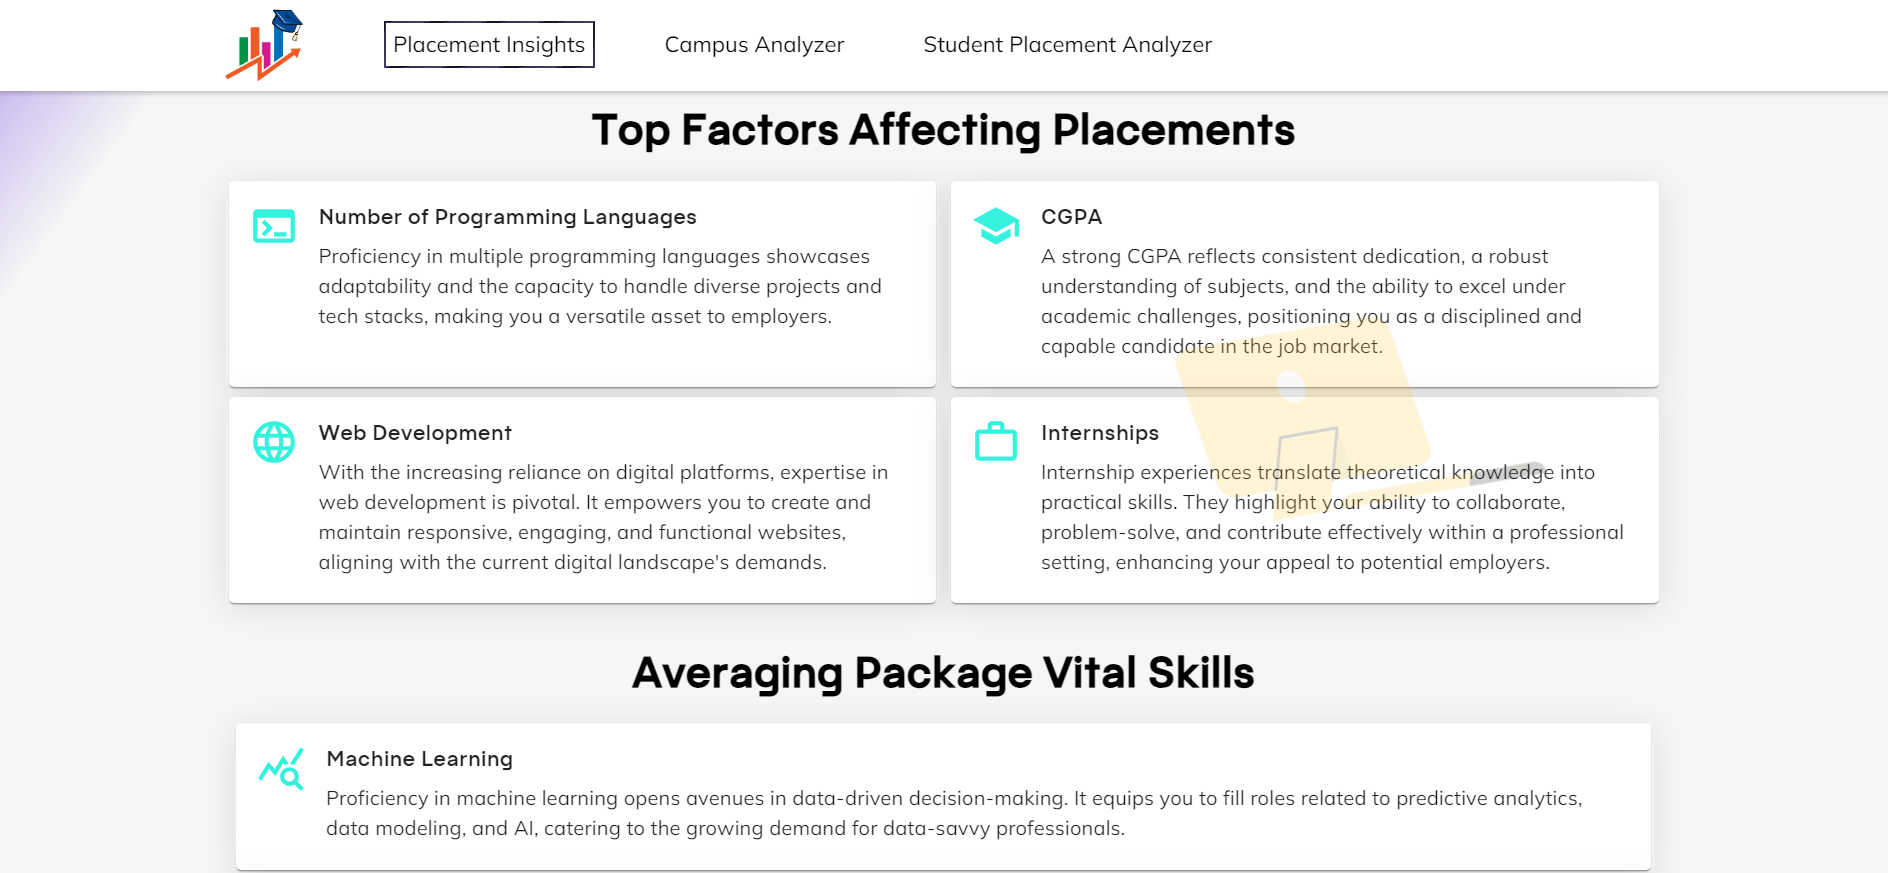 Placement Insights
Campus Analyzer
Student Placement Analyzer
Top Factors Affecting Placements
Number of Programming Languages
Proficiency in multiple programming languages showcases
adaptability and the capacity to handle diverse projects and
tech stacks, making you a versatile asset to employers.
CGPA
A strong CGPA reflects consistent dedication, a robust
understanding of subjects, and the ability to excel under
academic challenges, positioning you as a disciplined and
capable candidate in the job market.
Web Development
With the increasing reliance on digital platforms, expertise in
web development is pivotal. It empowers you to create and
maintain responsive, engaging, and functional websites,
aligning with the current digital landscape's demands.
Internships
Internship experiences translate theoretical knowledge into
practical skills. They highlight your ability to collaborate,
problem-solve, and contribute effectively within a professional
setting, enhancing your appeal to potential employers.
Averaging Package Vital Skills
Machine Learning
Proficiency in machine learning opens avenues in data-driven decision-making. It equips you to fill roles related to predictive analytics,
data modeling, and AI, catering to the growing demand for data-savvy professionals.